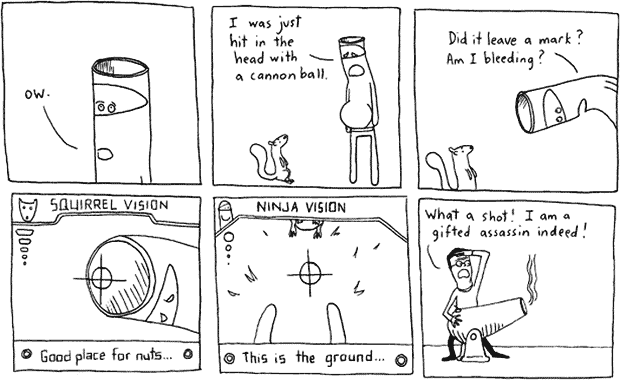 OW.
I was just
hit in the
head with
a cannon ball.
Did it leave a mark?
Am I bleeding?
SQUIRREL VISION
Good place for nuts...
NINJA VISION
This is the ground...
What a shot! I am a
gifted assassin indeed!